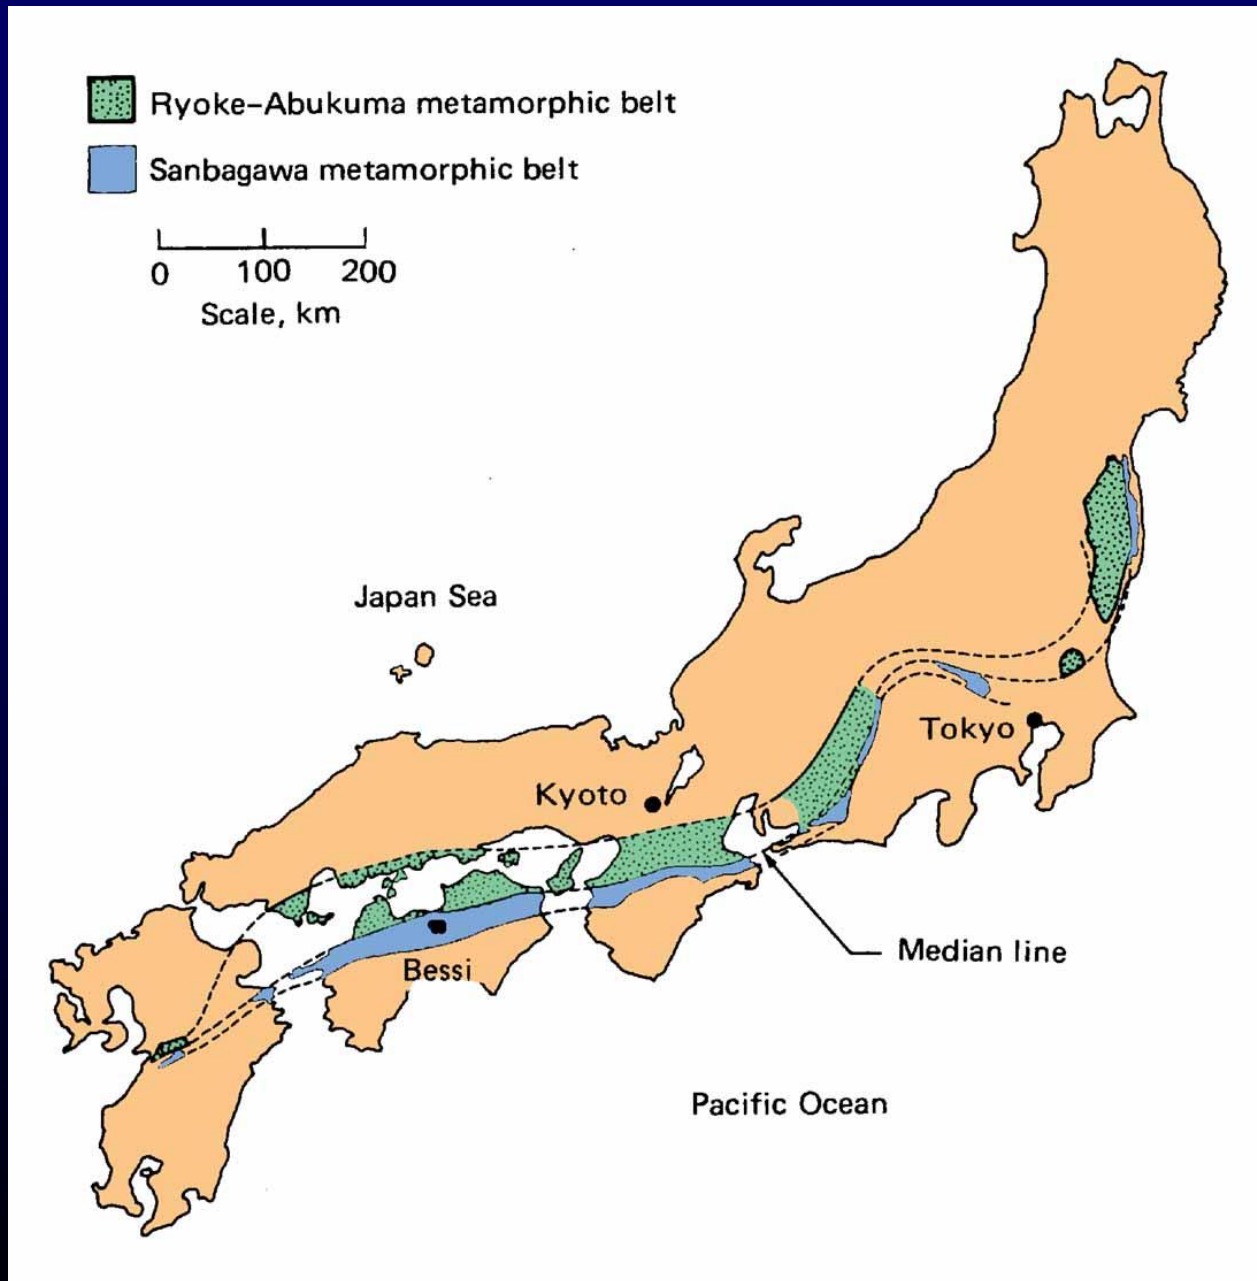 Ryoke-Abukuma metamorphic belt
Sanbagawa metamorphic belt
0 100 200
Scale, km
Japan Sea
Tokyo
Kyoto
Median line
Bessi
Pacific Ocean